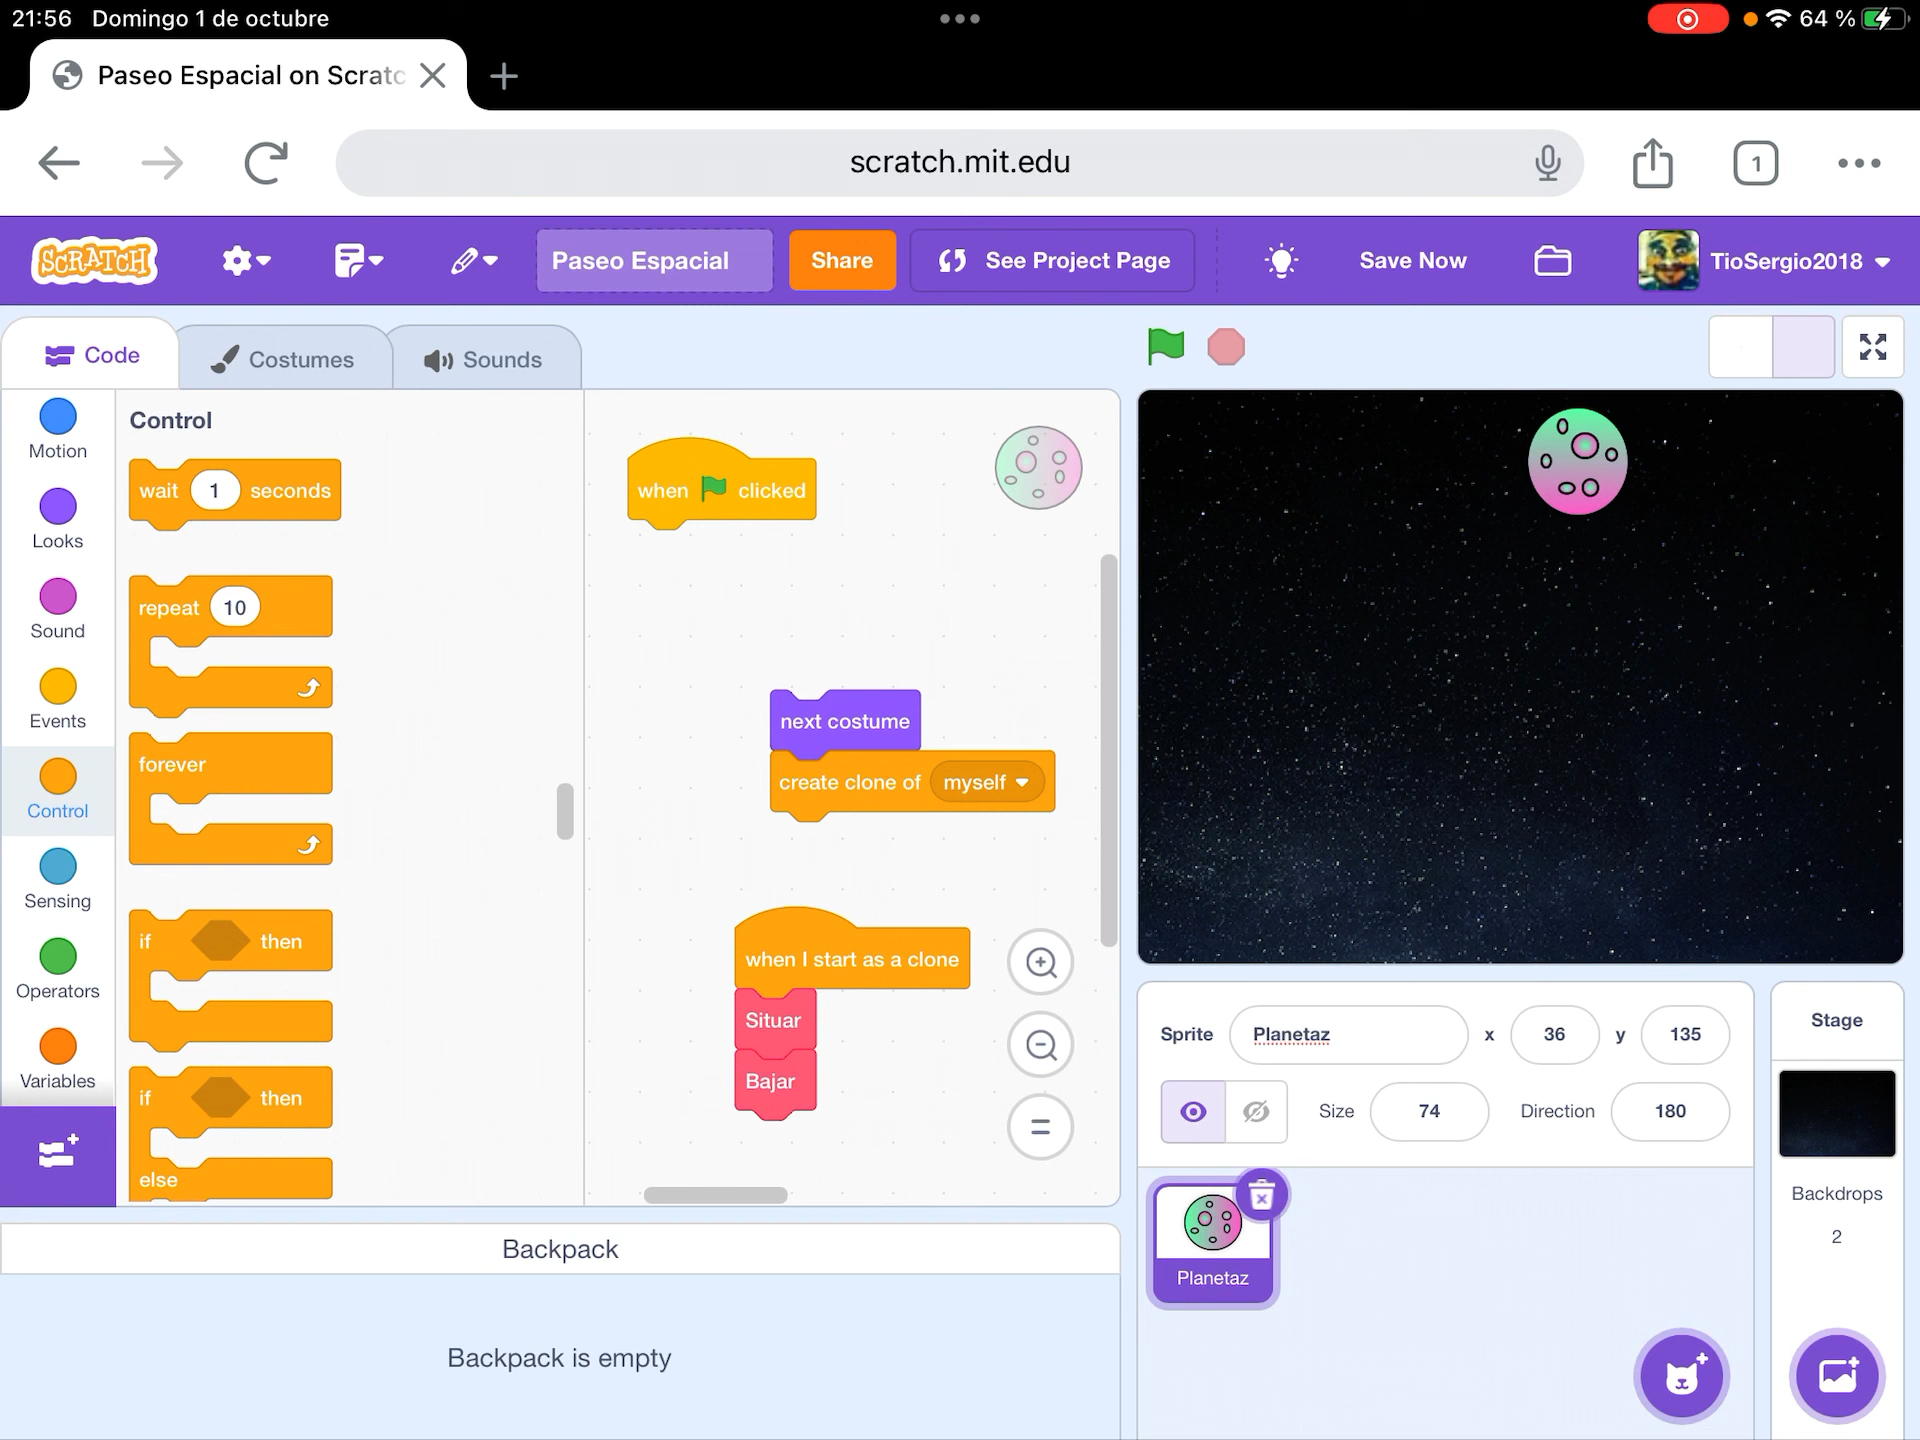 21:56 Domingo 1 de octubre
64 %
Paseo Espacial on Scratc
scratch.mit.edu
1
SCRATCH
Paseo Espacial
Share
See Project Page
Save Now
TioSergio2018
Code
Costumes
Sounds
Motion
Looks
Sound
Events
Control
Sensing
Operators
Variables
Control
wait 1 seconds
repeat 10
forever
if then
if then
else
when clicked
next costume
create clone of myself
when I start as a clone
Situar
Bajar
Sprite Planetaz x 36 y 135
Size 74 Direction 180
Planetaz
Stage
Backdrops
2
Backpack
Backpack is empty